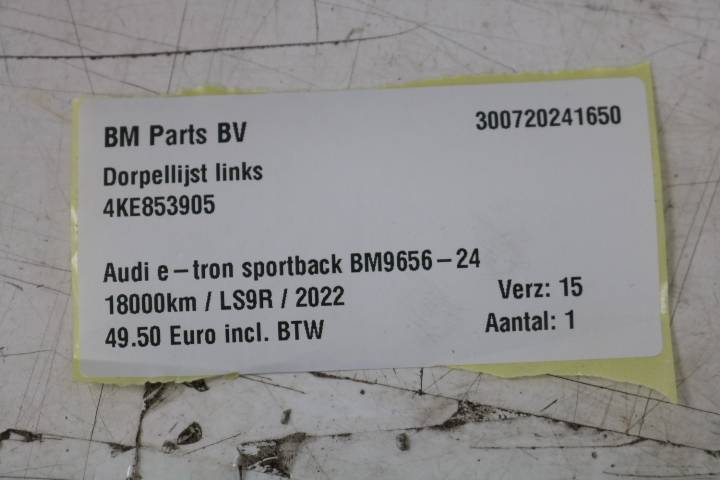 BM Parts BV 300720241650
Dorpellijst links
4KE853905
Audi e-tron sportback BM9656-24
18000km / LS9R / 2022 Verz: 15
49.50 Euro incl. BTW Aantal: 1